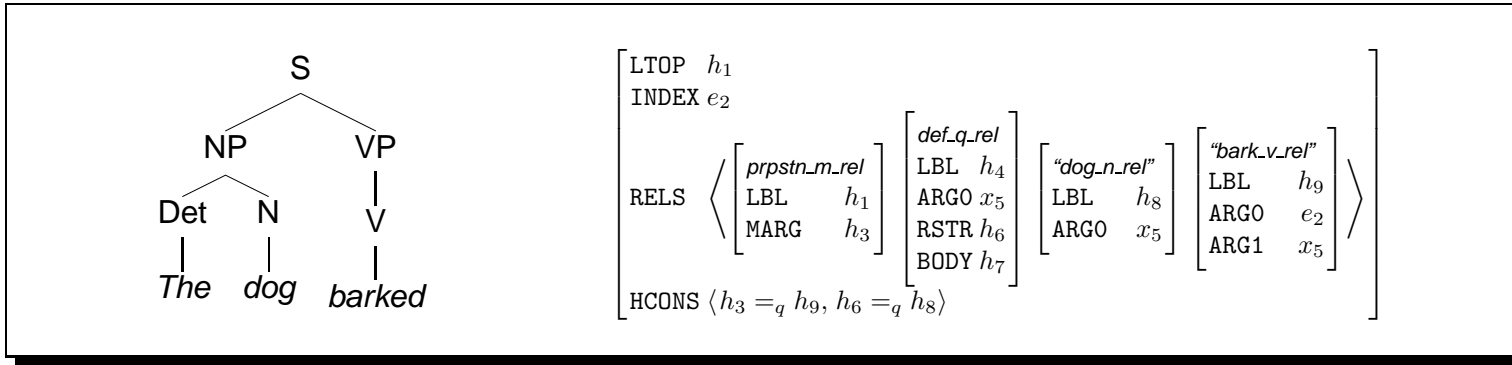 S
NP VP
Det N V
The dog barked
LTOP h1
INDEX e2
RELS ⟨ [prpstn_m_rel LBL h1 MARG h3] [def_q_rel LBL h4 ARG0 x5 RSTR h6 BODY h7] [“dog_n_rel” LBL h8 ARG0 x5] [“bark_v_rel” LBL h9 ARG0 e2 ARG1 x5] ⟩
HCONS ⟨h3 =q h9, h6 =q h8⟩